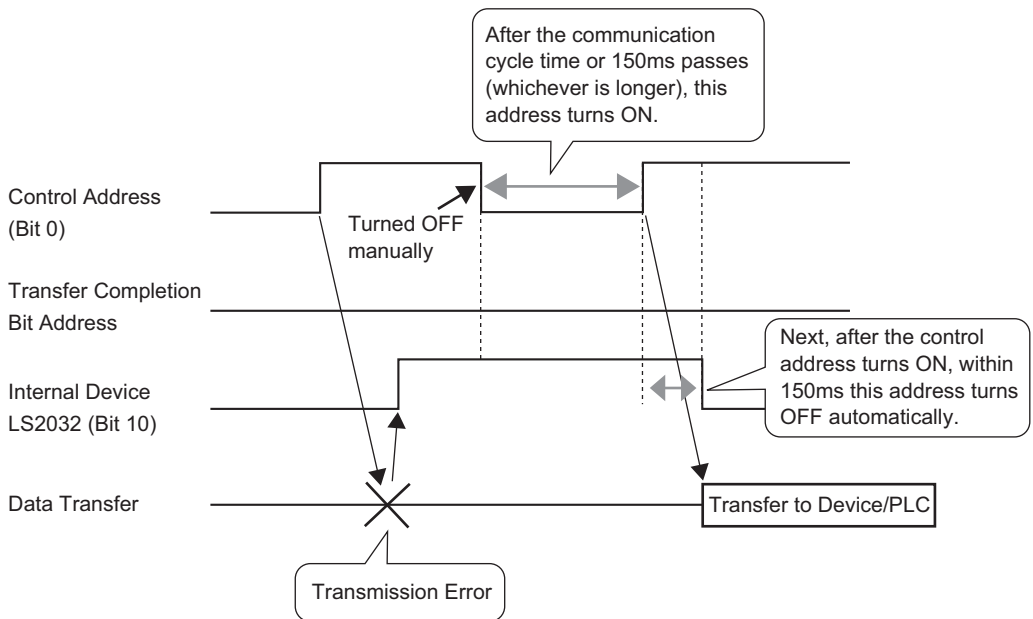 After the communication
cycle time or 150ms passes
(whichever is longer), this
address turns ON.
Control Address
(Bit 0)
Turned OFF
manually
Transfer Completion
Bit Address
Next, after the control
address turns ON, within
150ms this address turns
OFF automatically.
Internal Device
LS2032 (Bit 10)
Data Transfer
Transfer to Device/PLC
Transmission Error